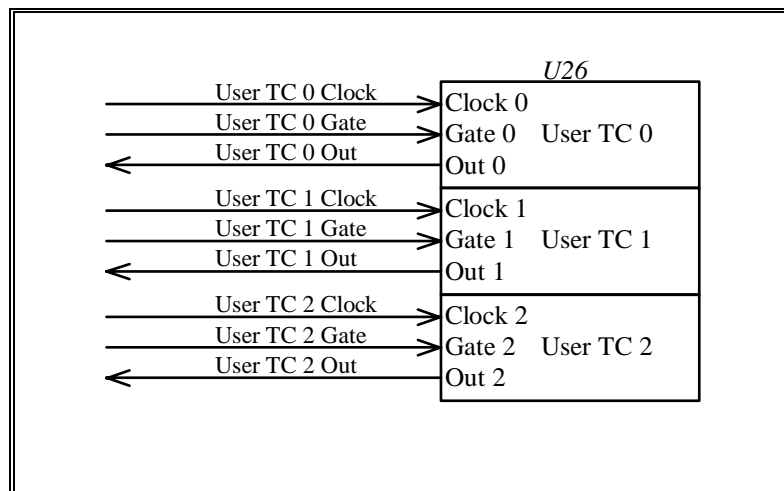 U26
User TC 0 Clock
Clock 0
User TC 0 Gate
Gate 0 User TC 0
User TC 0 Out
Out 0
User TC 1 Clock
Clock 1
User TC 1 Gate
Gate 1 User TC 1
User TC 1 Out
Out 1
User TC 2 Clock
Clock 2
User TC 2 Gate
Gate 2 User TC 2
User TC 2 Out
Out 2